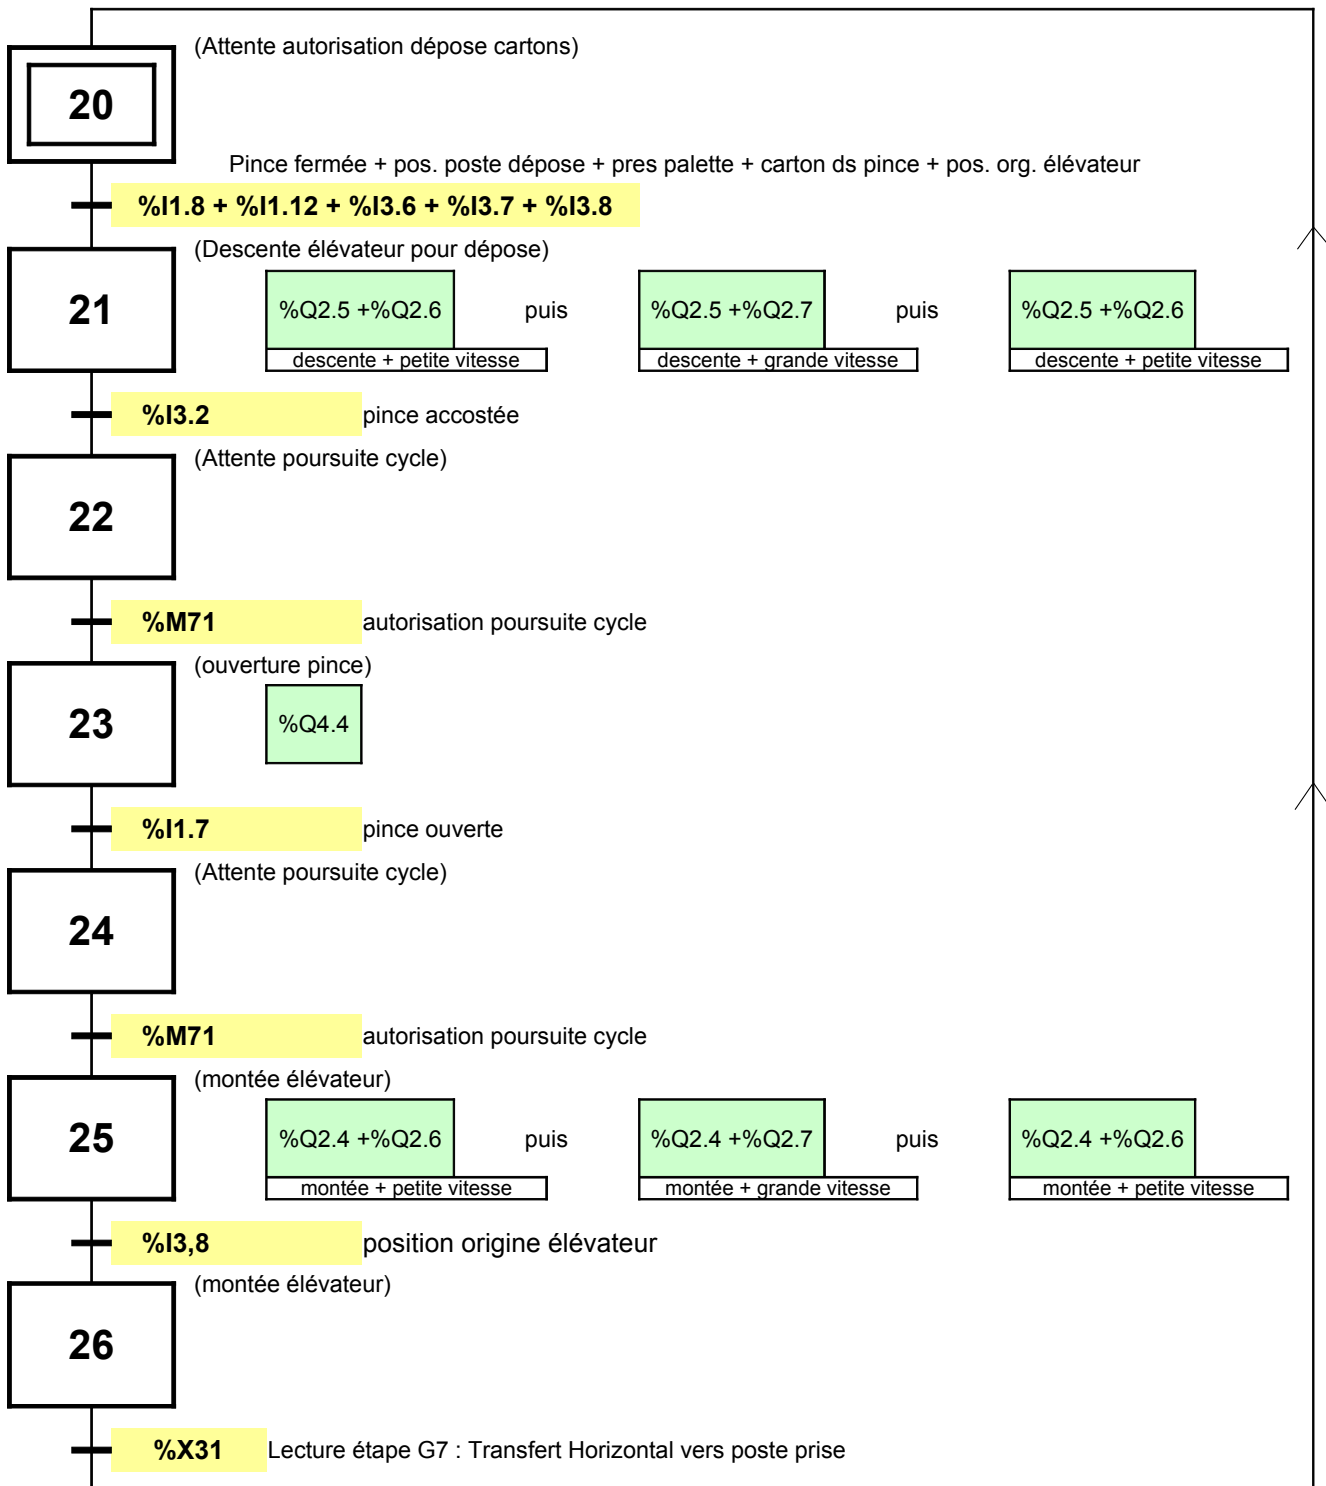 (Attente autorisation dépose cartons)
20
Pince fermée + pos. poste dépose + pres palette + carton ds pince + pos. org. élévateur
%I1.8 + %I1.12 + %I3.6 + %I3.7 + %I3.8
(Descente élévateur pour dépose)
21
%Q2.5 +%Q2.6 puis %Q2.5 +%Q2.7 puis %Q2.5 +%Q2.6
descente + petite vitesse descente + grande vitesse descente + petite vitesse
%I3.2 pince accostée
(Attente poursuite cycle)
22
%M71 autorisation poursuite cycle
(ouverture pince)
23 %Q4.4
%I1.7 pince ouverte
(Attente poursuite cycle)
24
%M71 autorisation poursuite cycle
(montée élévateur)
25 %Q2.4 +%Q2.6 puis %Q2.4 +%Q2.7 puis %Q2.4 +%Q2.6
montée + petite vitesse montée + grande vitesse montée + petite vitesse
%I3,8 position origine élévateur
(montée élévateur)
26
%X31 Lecture étape G7 : Transfert Horizontal vers poste prise